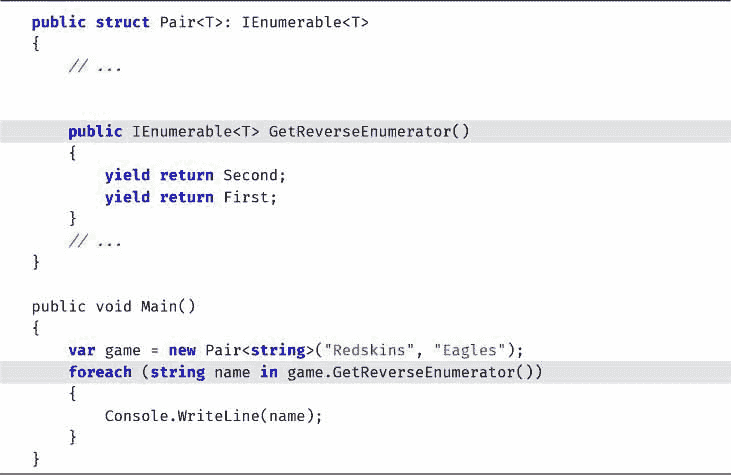 public struct Pair<T>: IEnumerable<T>
{
// ...
public IEnumerable<T> GetReverseEnumerator()
{
yield return Second;
yield return First;
}
// ...
}
public void Main()
{
var game = new Pair<string>("Redskins", "Eagles");
foreach (string name in game.GetReverseEnumerator())
{
Console.WriteLine(name);
}
}